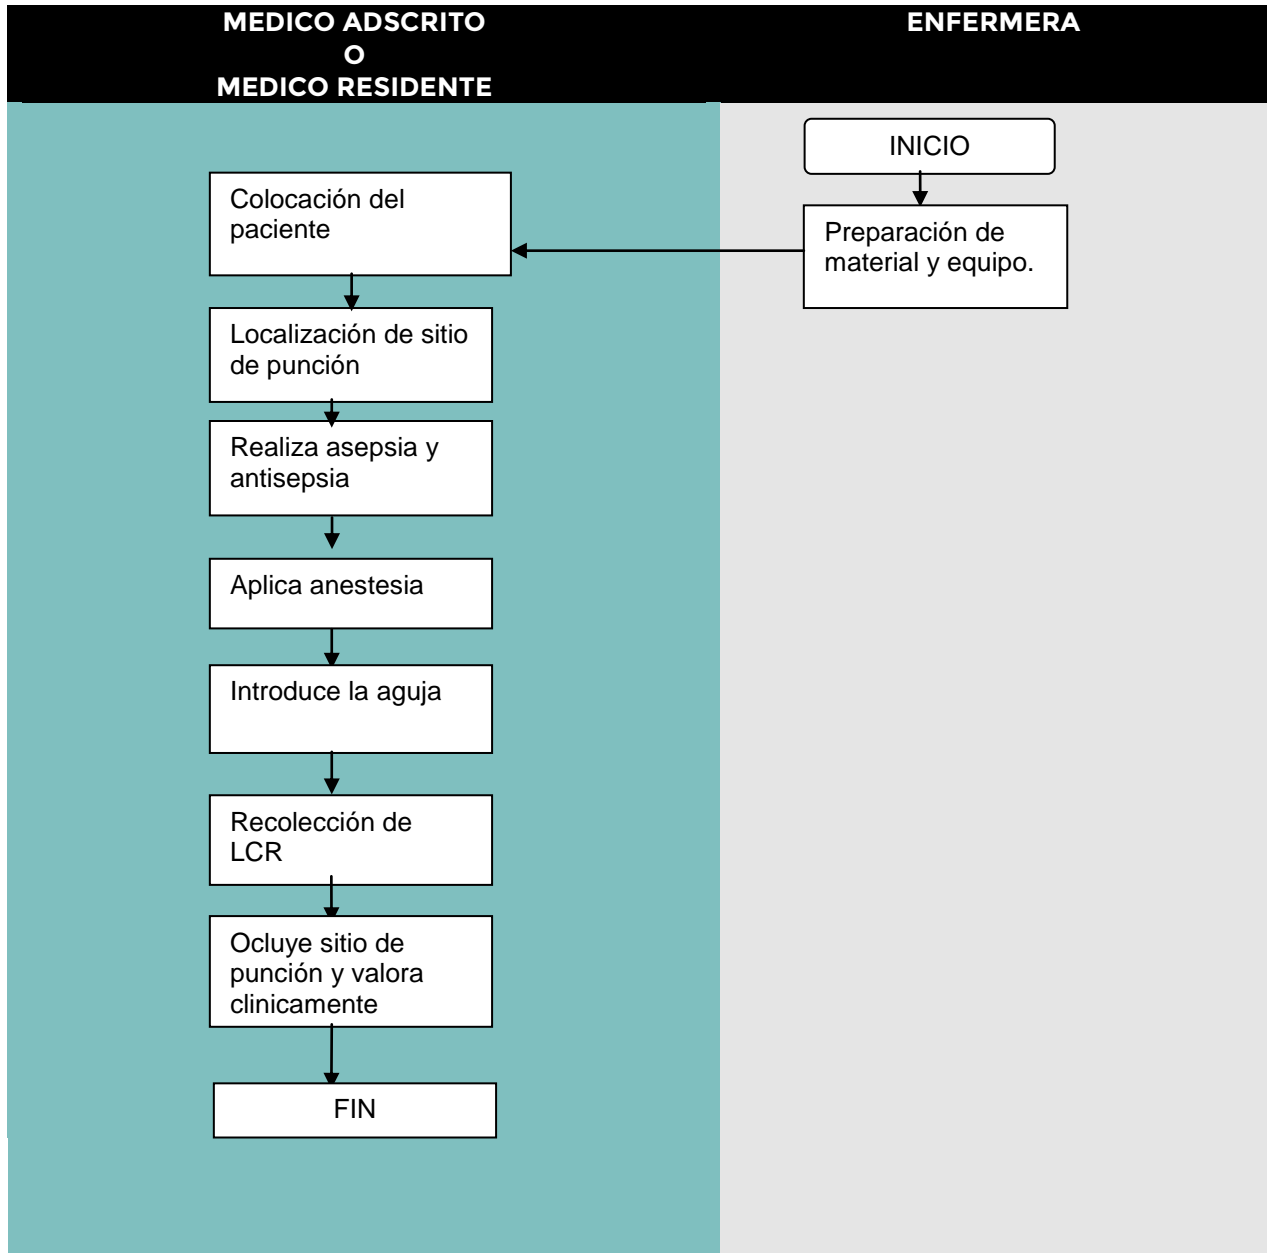 MEDICO ADSCRITO
O
MEDICO RESIDENTE
ENFERMERA
INICIO
Preparación de
material y equipo.
Colocación del
paciente
Localización de sitio
de punción
Realiza asepsia y
antisepsia
Aplica anestesia
Introduce la aguja
Recolección de
LCR
Ocluye sitio de
punción y valora
clinicamente
FIN